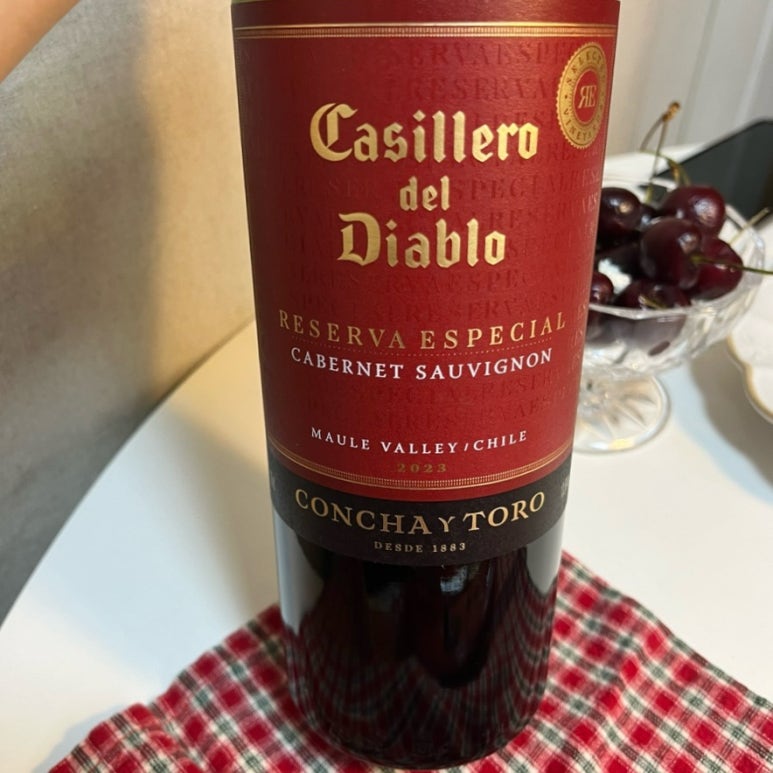 Casillero
del
Diablo
RESERVA ESPECIAL
CABERNET SAUVIGNON
MAULE VALLEY / CHILE
2023
CONCHA Y TORO
DESDE 1883